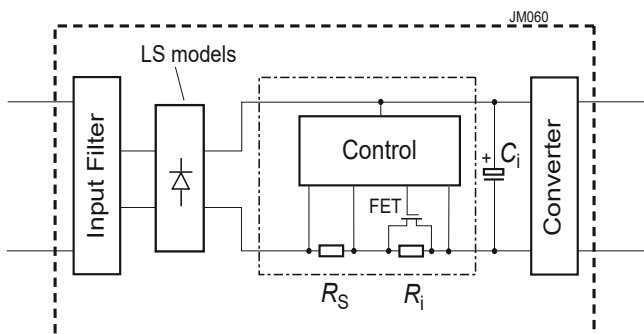 JM060
LS models
Input Filter
Control
FET
+
Ci
Converter
RS
Ri